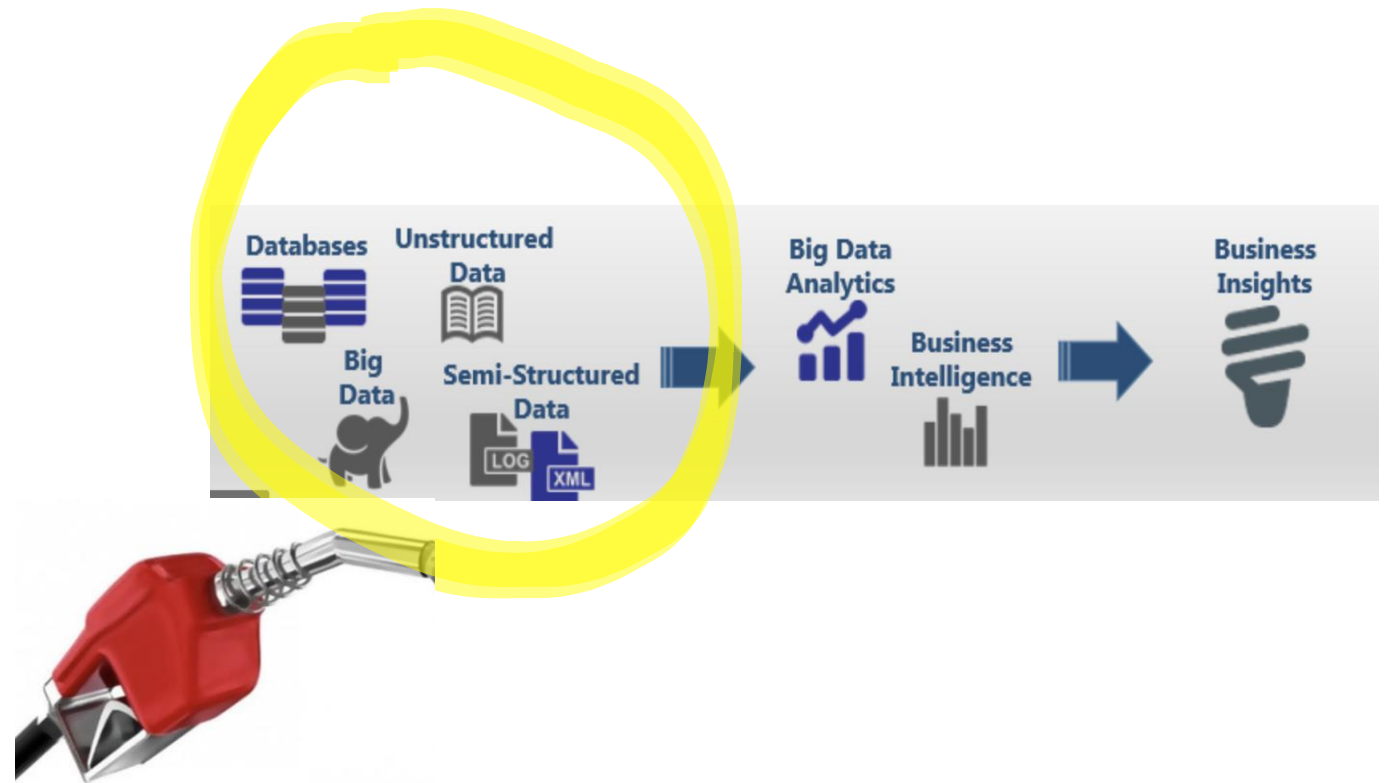 Databases
Unstructured
Data
Big
Data
Semi-Structured
Data
LOG
XML
Big Data
Analytics
Business
Intelligence
Business
Insights